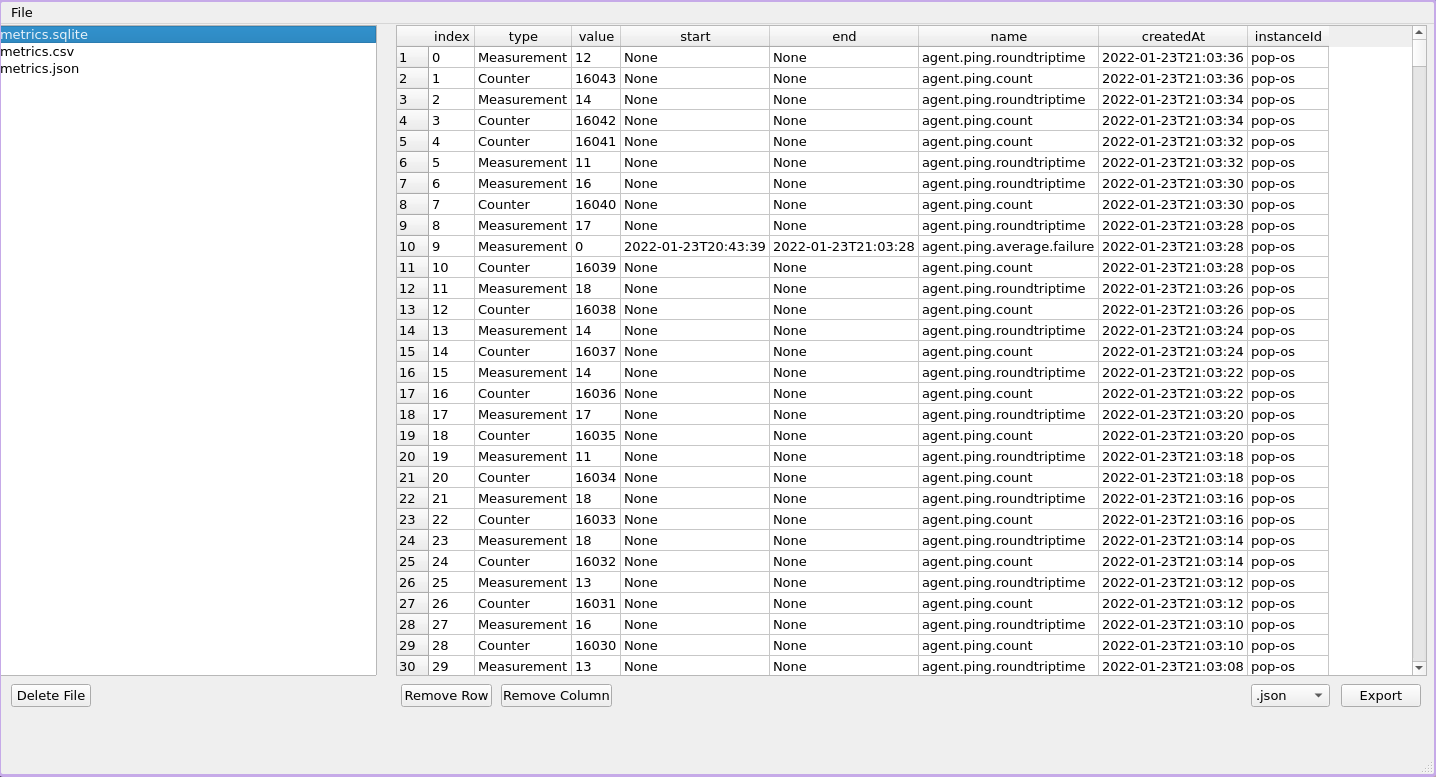 File
metrics.sqlite
metrics.csv
metrics.json
index type value start end name createdAt instanceId
1 0 Measurement 12 None None agent.ping.roundtriptime 2022-01-23T21:03:36 pop-os
2 1 Counter 16043 None None agent.ping.count 2022-01-23T21:03:36 pop-os
3 2 Measurement 14 None None agent.ping.roundtriptime 2022-01-23T21:03:34 pop-os
4 3 Counter 16042 None None agent.ping.count 2022-01-23T21:03:34 pop-os
5 4 Counter 16041 None None agent.ping.count 2022-01-23T21:03:32 pop-os
6 5 Measurement 11 None None agent.ping.roundtriptime 2022-01-23T21:03:32 pop-os
7 6 Measurement 16 None None agent.ping.roundtriptime 2022-01-23T21:03:30 pop-os
8 7 Counter 16040 None None agent.ping.count 2022-01-23T21:03:30 pop-os
9 8 Measurement 17 None None agent.ping.roundtriptime 2022-01-23T21:03:28 pop-os
10 9 Measurement 0 2022-01-23T20:43:39 2022-01-23T21:03:28 agent.ping.average.failure 2022-01-23T21:03:28 pop-os
11 10 Counter 16039 None None agent.ping.count 2022-01-23T21:03:28 pop-os
12 11 Measurement 18 None None agent.ping.roundtriptime 2022-01-23T21:03:26 pop-os
13 12 Counter 16038 None None agent.ping.count 2022-01-23T21:03:26 pop-os
14 13 Measurement 14 None None agent.ping.roundtriptime 2022-01-23T21:03:24 pop-os
15 14 Counter 16037 None None agent.ping.count 2022-01-23T21:03:24 pop-os
16 15 Measurement 14 None None agent.ping.roundtriptime 2022-01-23T21:03:22 pop-os
17 16 Counter 16036 None None agent.ping.count 2022-01-23T21:03:22 pop-os
18 17 Measurement 17 None None agent.ping.roundtriptime 2022-01-23T21:03:20 pop-os
19 18 Counter 16035 None None agent.ping.count 2022-01-23T21:03:20 pop-os
20 19 Measurement 11 None None agent.ping.roundtriptime 2022-01-23T21:03:18 pop-os
21 20 Counter 16034 None None agent.ping.count 2022-01-23T21:03:18 pop-os
22 21 Measurement 18 None None agent.ping.roundtriptime 2022-01-23T21:03:16 pop-os
23 22 Counter 16033 None None agent.ping.count 2022-01-23T21:03:16 pop-os
24 23 Measurement 18 None None agent.ping.roundtriptime 2022-01-23T21:03:14 pop-os
25 24 Counter 16032 None None agent.ping.count 2022-01-23T21:03:14 pop-os
26 25 Measurement 13 None None agent.ping.roundtriptime 2022-01-23T21:03:12 pop-os
27 26 Counter 16031 None None agent.ping.count 2022-01-23T21:03:12 pop-os
28 27 Measurement 16 None None agent.ping.roundtriptime 2022-01-23T21:03:10 pop-os
29 28 Counter 16030 None None agent.ping.count 2022-01-23T21:03:10 pop-os
30 29 Measurement 13 None None agent.ping.roundtriptime 2022-01-23T21:03:08 pop-os
Delete File Remove Row Remove Column .json Export